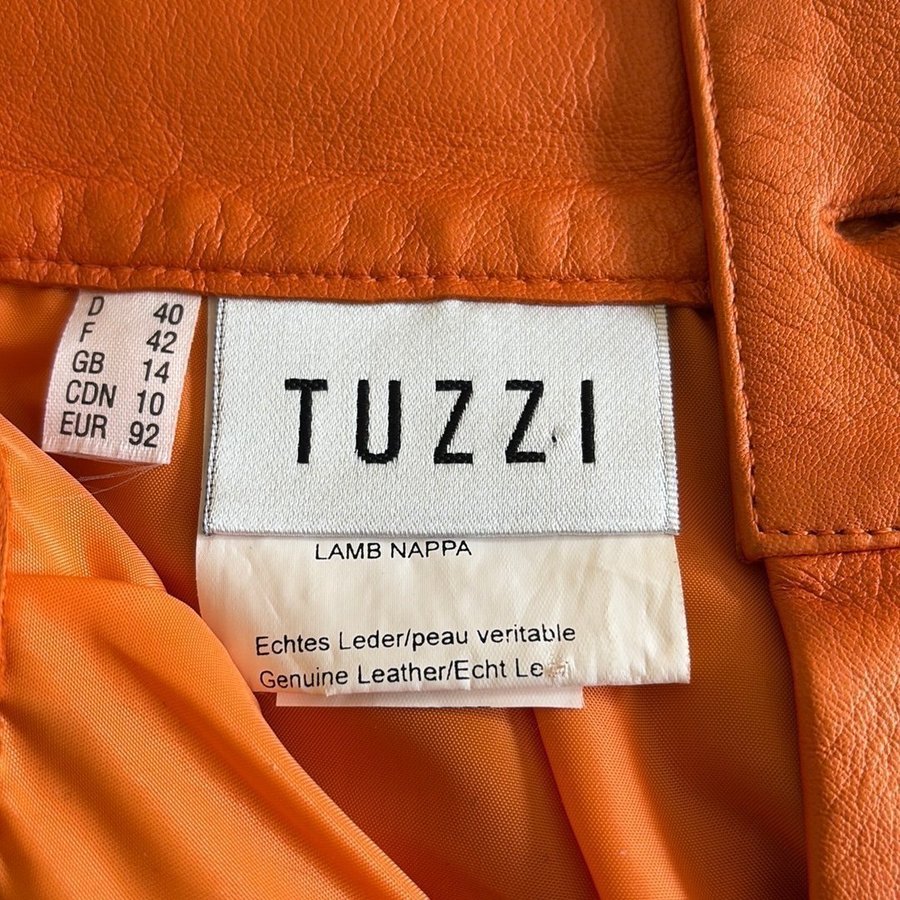 D 40
F 42
GB 14
CDN 10
EUR 92
TUZZI
LAMB NAPPA
Echtes Leder/peau veritable
Genuine Leather/Echt